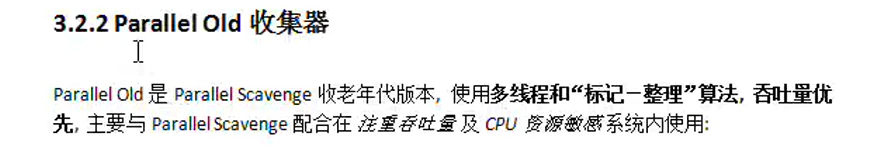 3.2.2 Parallel Old 收集器
Parallel Old 是 Parallel Scavenge 收老年代版本, 使用多线程和“标记－整理”算法, 吞吐量优
先, 主要与 Parallel Scavenge 配合在 注重吞吐量 及 CPU 资源敏感 系统内使用: